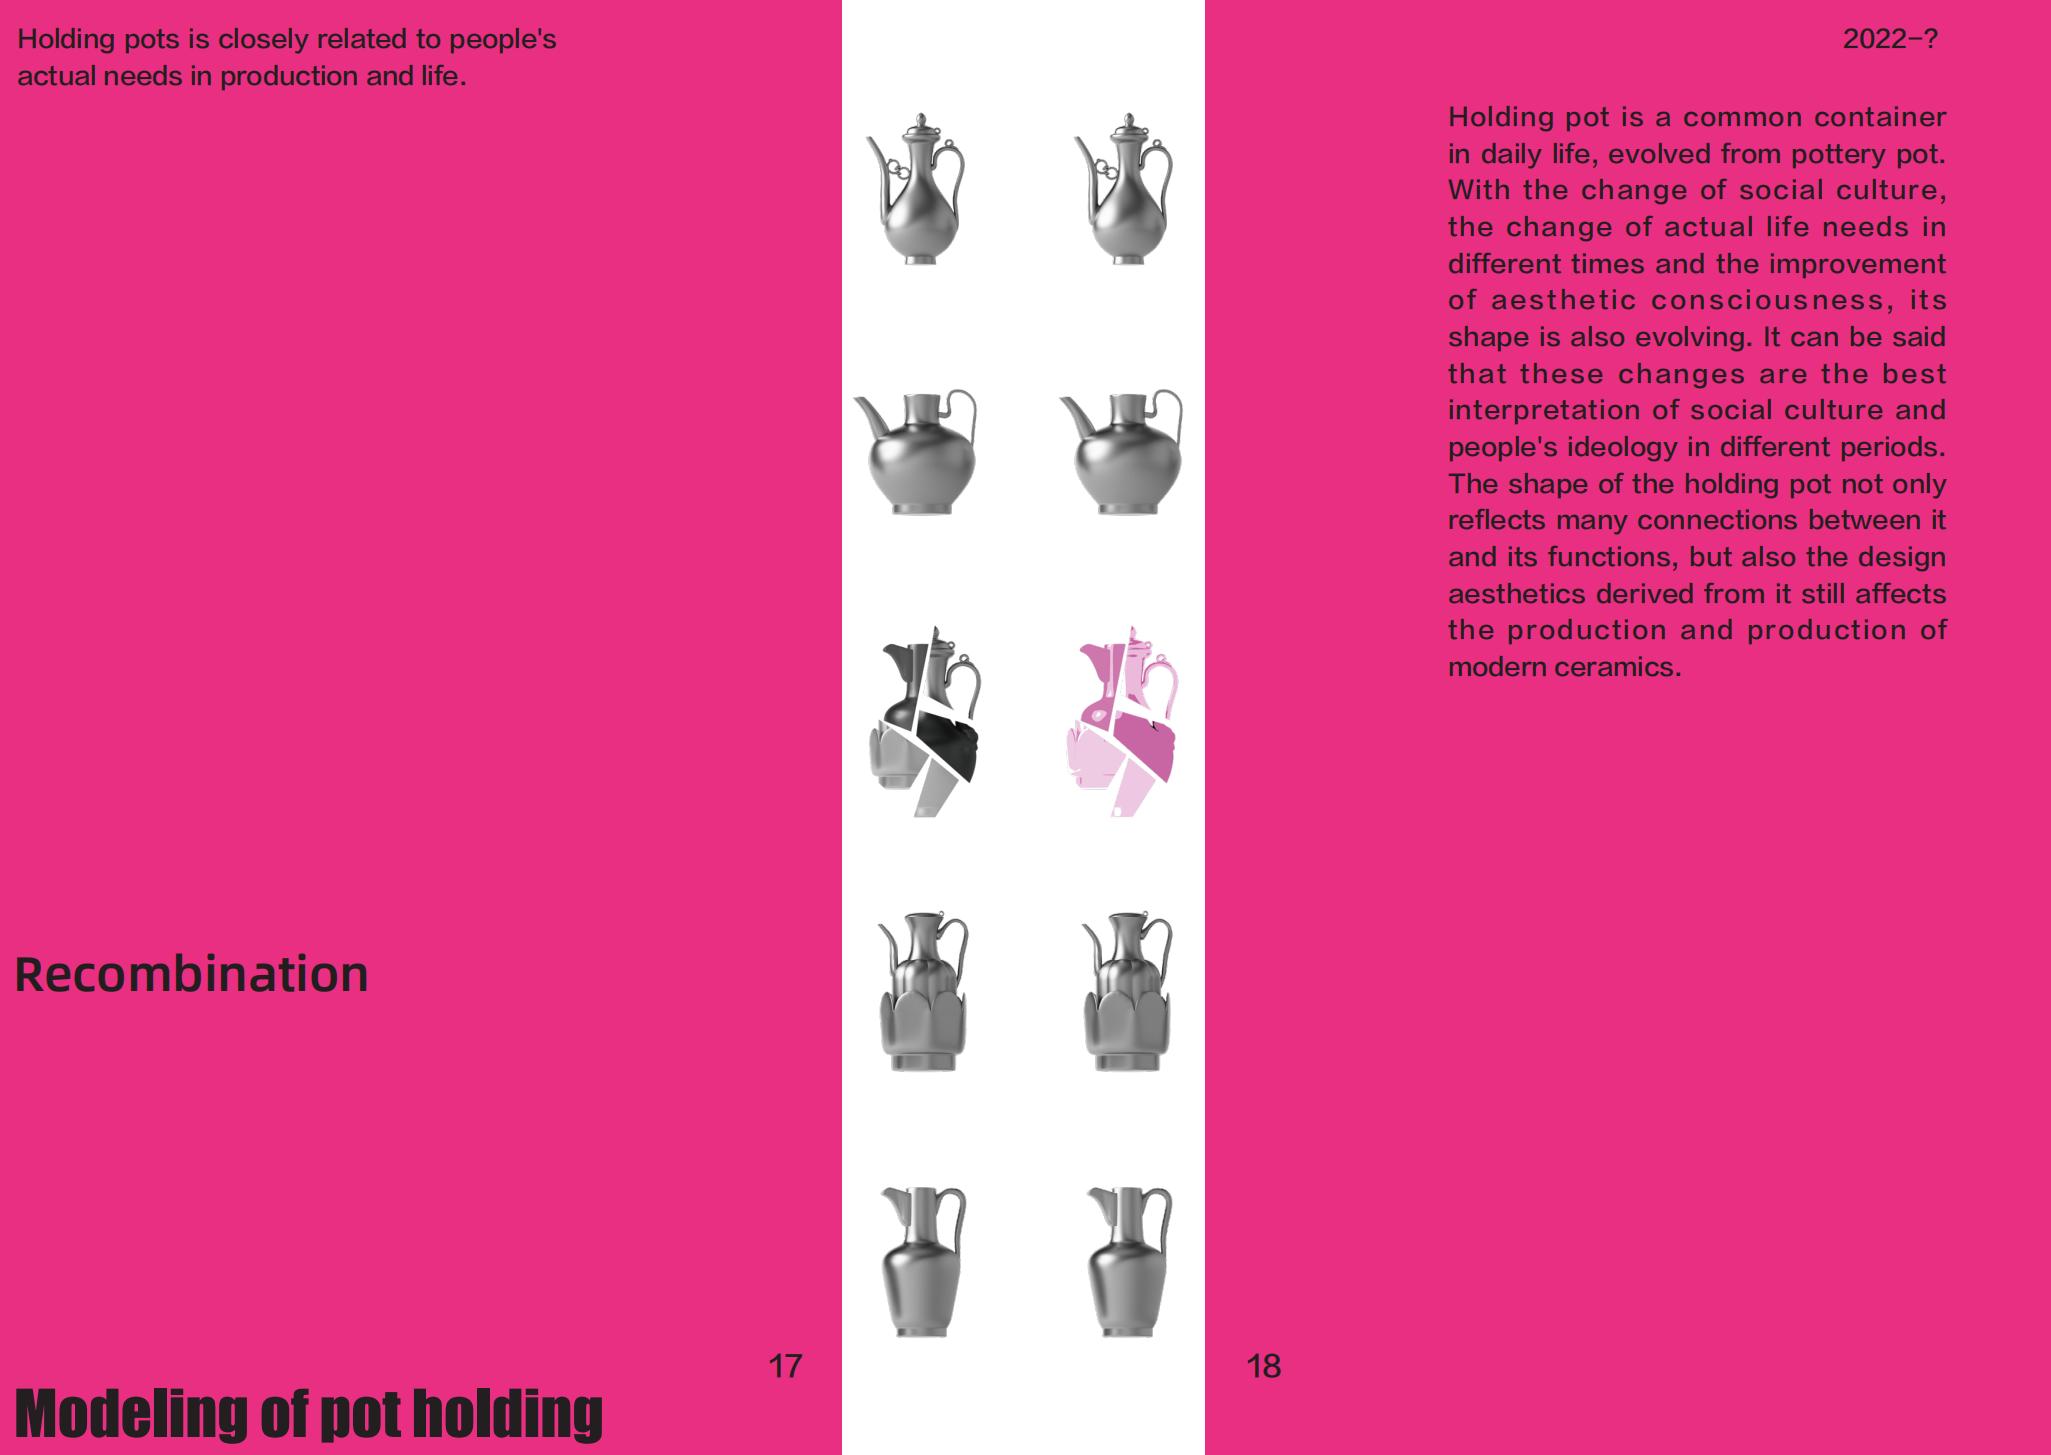 Holding pots is closely related to people's
actual needs in production and life.
Recombination
17
Modeling of pot holding
2022–?
Holding pot is a common container
in daily life, evolved from pottery pot.
With the change of social culture,
the change of actual life needs in
different times and the improvement
of aesthetic consciousness, its
shape is also evolving. It can be said
that these changes are the best
interpretation of social culture and
people's ideology in different periods.
The shape of the holding pot not only
reflects many connections between it
and its functions, but also the design
aesthetics derived from it still affects
the production and production of
modern ceramics.
18